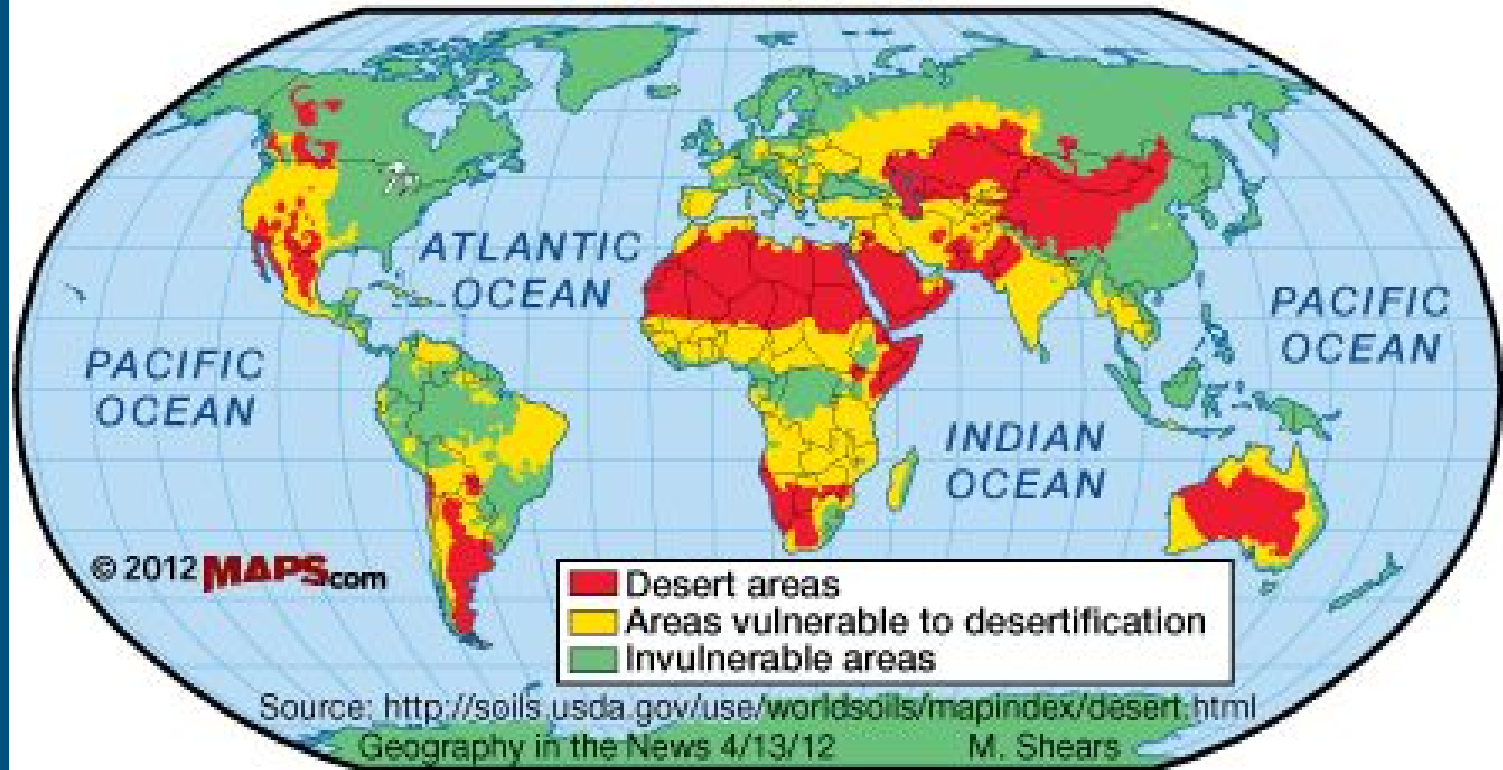 ATLANTIC
OCEAN
PACIFIC
OCEAN
PACIFIC
OCEAN
INDIAN
OCEAN
© 2012 MAPS.com
Desert areas
Areas vulnerable to desertification
Invulnerable areas
Source: http://soils.usda.gov/use/worldsoils/mapindex/desert.html
Geography in the News 4/13/12 M. Shears